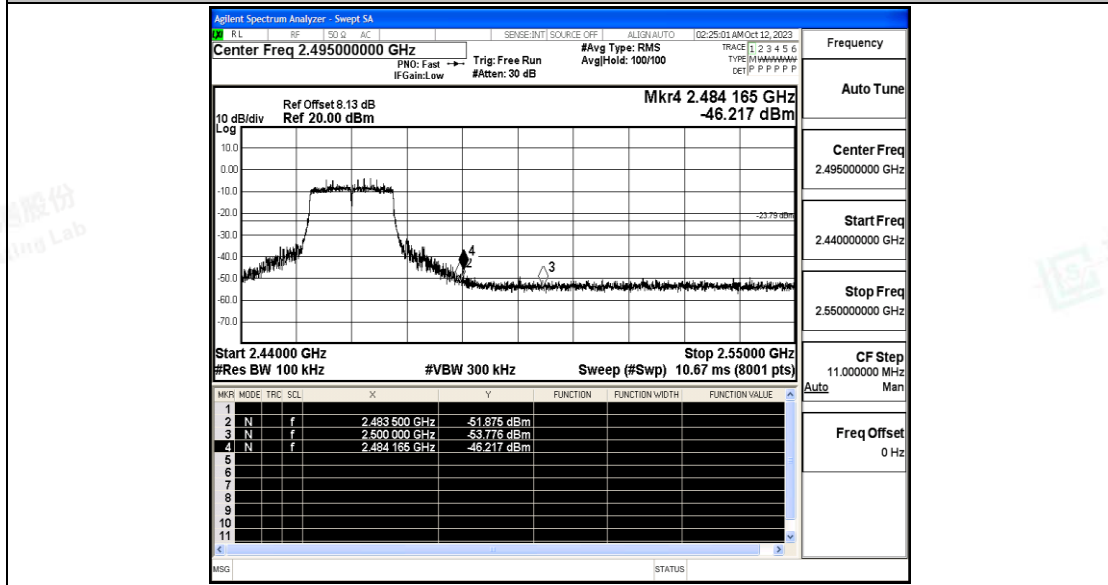 Agilent Spectrum Analyzer - Swept SA
RL RF 50 Ω AC SENSE:INT SOURCE OFF ALIGN AUTO 02:25:01 AM Oct 12, 2023
Center Freq 2.495000000 GHz
PNO: Fast
IFGain:Low
Trig: Free Run
#Atten: 30 dB
#Avg Type: RMS
Avg|Hold: 100/100
TRACE 1 2 3 4 5 6
TYPE M WWWWW
DET P P P P P P
Mkr4 2.484 165 GHz
-46.217 dBm
Ref Offset 8.13 dB
10 dB/div Ref 20.00 dBm
Log
10.0
0.00
-10.0
-20.0
-23.79 dBm
-30.0
-40.0
-50.0
-60.0
-70.0
4
2
3
Start 2.44000 GHz Stop 2.55000 GHz
#Res BW 100 kHz #VBW 300 kHz Sweep (#Swp) 10.67 ms (8001 pts)
MKR MODE TRC SCL X Y FUNCTION FUNCTION WIDTH FUNCTION VALUE
1
2 N f 2.483 500 GHz -51.875 dBm
3 N f 2.500 000 GHz -53.776 dBm
4 N f 2.484 165 GHz -46.217 dBm
5
6
7
8
9
10
11
MSG STATUS
Frequency
Auto Tune
Center Freq
2.495000000 GHz
Start Freq
2.440000000 GHz
Stop Freq
2.550000000 GHz
CF Step
11.000000 MHz
Auto Man
Freq Offset
0 Hz
股份
Lab